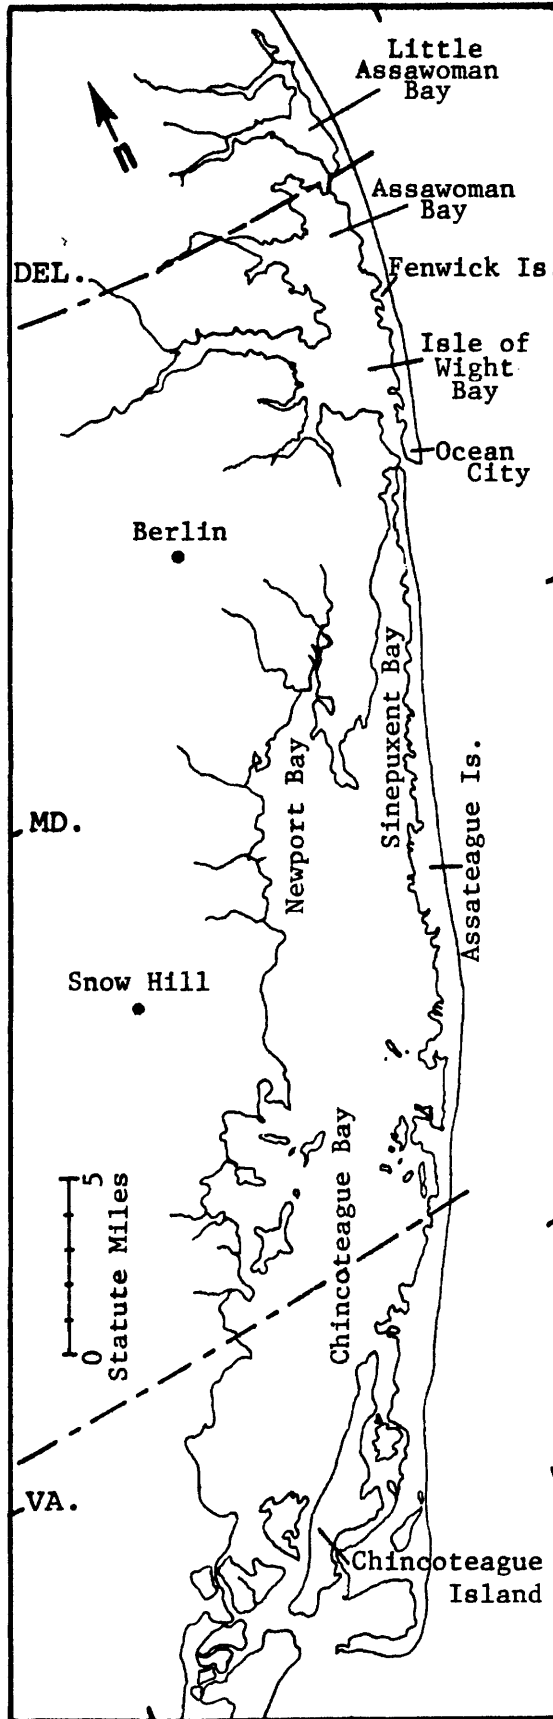 Little
Assawoman
Bay
n
Assawoman
Bay
DEL.
Fenwick Is.
Isle of
Wight
Bay
Ocean
City
Berlin
Sinepuxent Bay
Newport Bay
MD.
Assateague Is.
Snow Hill
Chincoteague Bay
5
0
Statute Miles
VA.
Chincoteague
Island